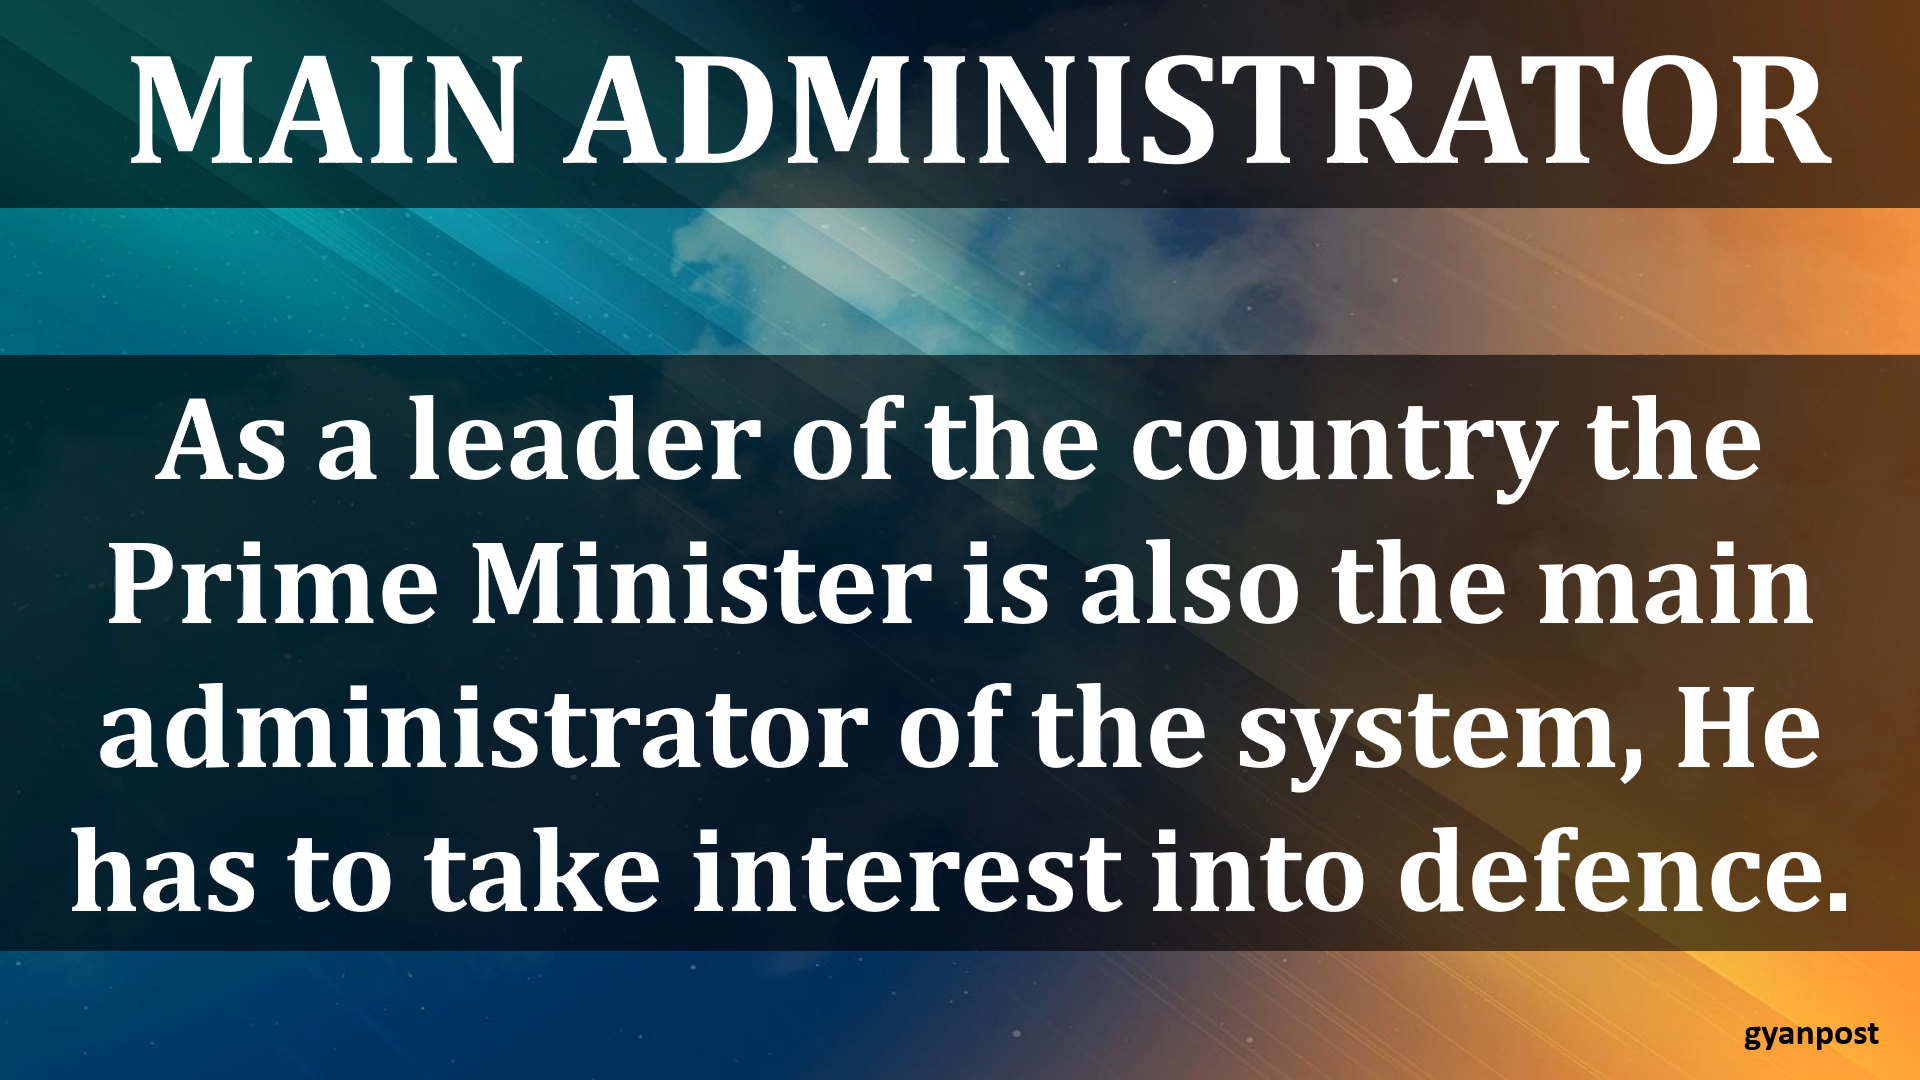 MAIN ADMINISTRATOR
As a leader of the country the
Prime Minister is also the main
administrator of the system, He
has to take interest into defence.
gyanpost